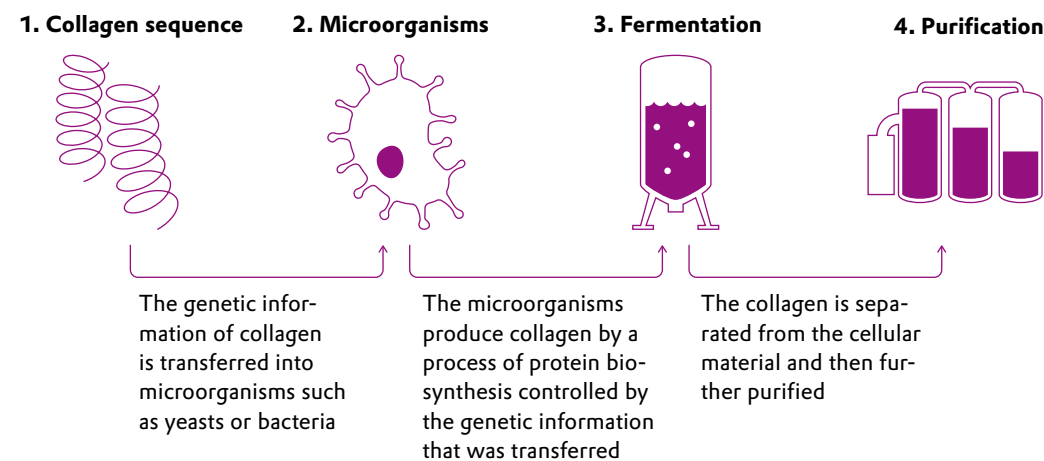 1. Collagen sequence
2. Microorganisms
3. Fermentation
4. Purification
The genetic infor-
mation of collagen
is transferred into
microorganisms such
as yeasts or bacteria
The microorganisms
produce collagen by a
process of protein bio-
synthesis controlled by
the genetic information
that was transferred
The collagen is sepa-
rated from the cellular
material and then fur-
ther purified